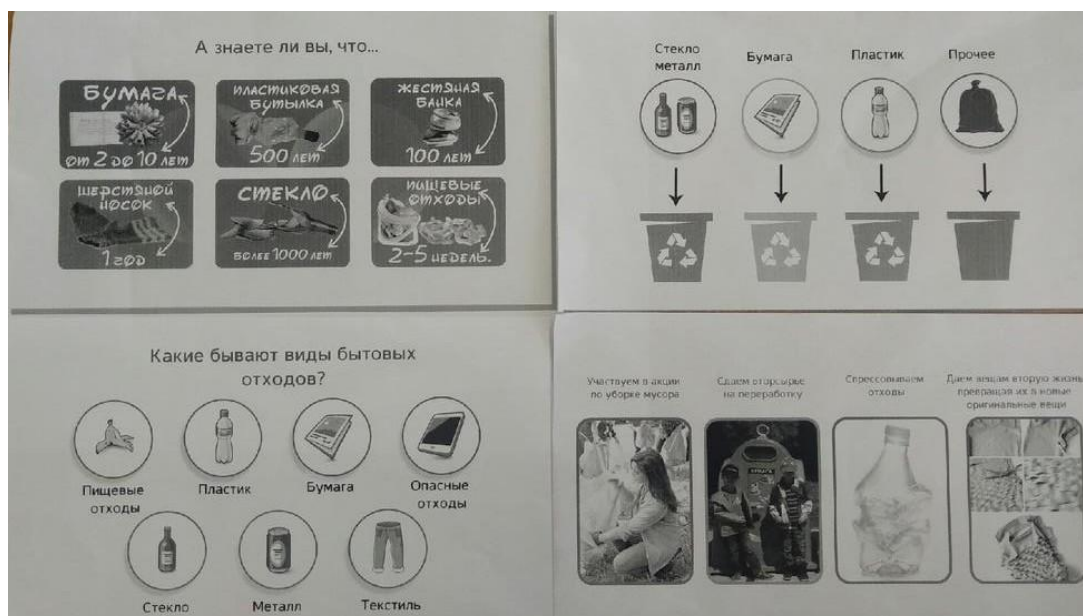 А знаете ли вы, что...
БУМАГА
от 2 до 10 лет
ПЛАСТИКОВАЯ
БУТЫЛКА
500 лет
ЖЕСТЯНАЯ
БАНКА
100 лет
ШЕРСТЯНОЙ
НОСОК
1 год
СТЕКЛО
БОЛЕЕ 1000 лет
ПИЩЕВЫЕ
ОТХОДЫ
2-5 НЕДЕЛЬ.
Стекло
металл
Бумага
Пластик
Прочее
Какие бывают виды бытовых
отходов?
Пищевые
отходы
Пластик
Бумага
Опасные
отходы
Стекло
Металл
Текстиль
Участвуем в акции
по уборке мусора
Сдаем вторсырье
на переработку
Спрессовываем
отходы
Даем вещам вторую жизнь
превращая их в новые
оригинальные вещи